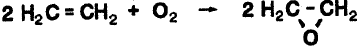 2 H₂C=CH₂ + O₂ → 2 H₂C-CH₂
O